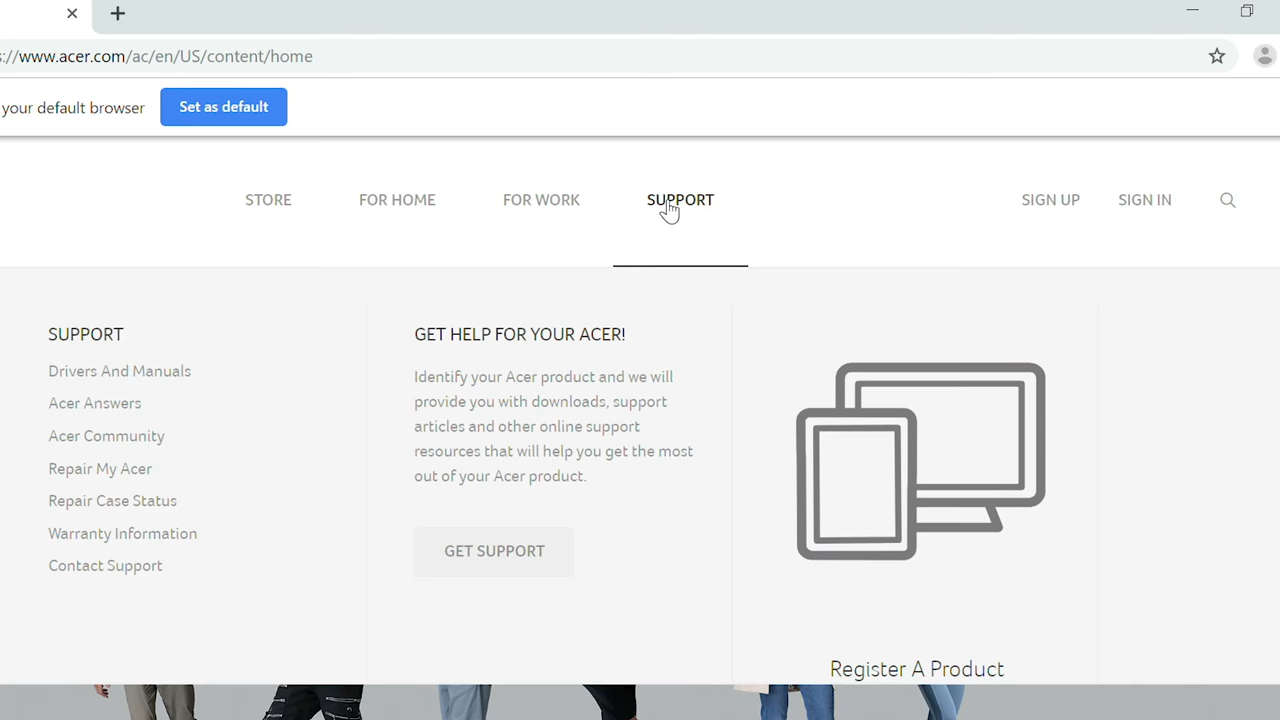 ://www.acer.com/ac/en/US/content/home
your default browser
Set as default
STORE
FOR HOME
FOR WORK
SUPPORT
SIGN UP
SIGN IN
SUPPORT
Drivers And Manuals
Acer Answers
Acer Community
Repair My Acer
Repair Case Status
Warranty Information
Contact Support
GET HELP FOR YOUR ACER!
Identify your Acer product and we will
provide you with downloads, support
articles and other online support
resources that will help you get the most
out of your Acer product.
GET SUPPORT
Register A Product